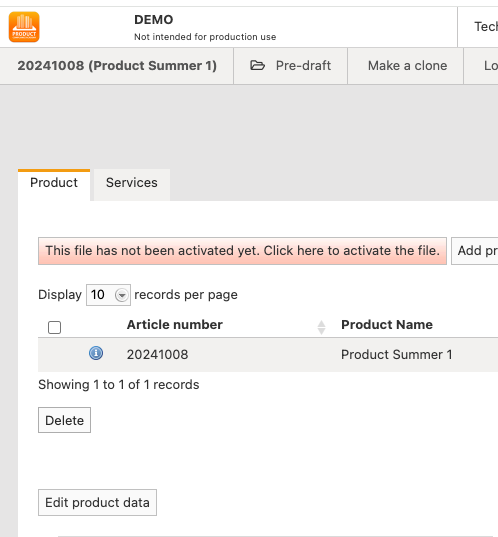 PRODUCT
DEMO
Not intended for production use
Tech
20241008 (Product Summer 1)
Pre-draft
Make a clone
Lo
Product
Services
This file has not been activated yet. Click here to activate the file.
Add pr
Display 10 records per page
Article number
Product Name
20241008
Product Summer 1
Showing 1 to 1 of 1 records
Delete
Edit product data